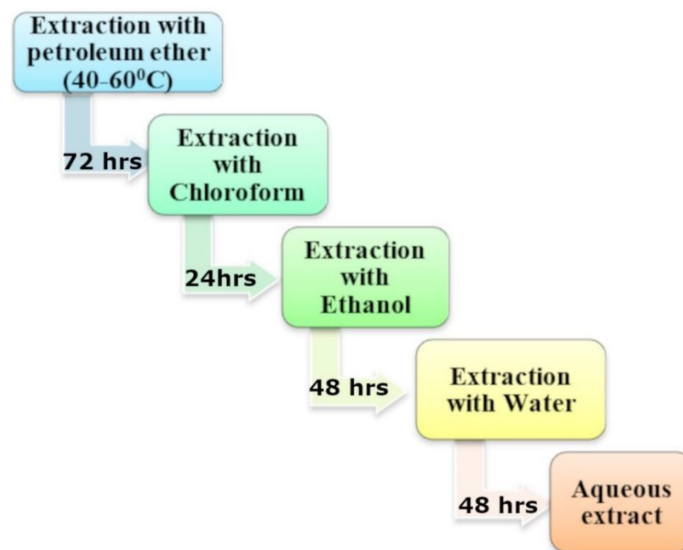 Extraction with
petroleum ether
(40-60⁰C)
72 hrs
Extraction
with
Chloroform
24hrs
Extraction
with
Ethanol
48 hrs
Extraction
with Water
48 hrs
Aqueous
extract